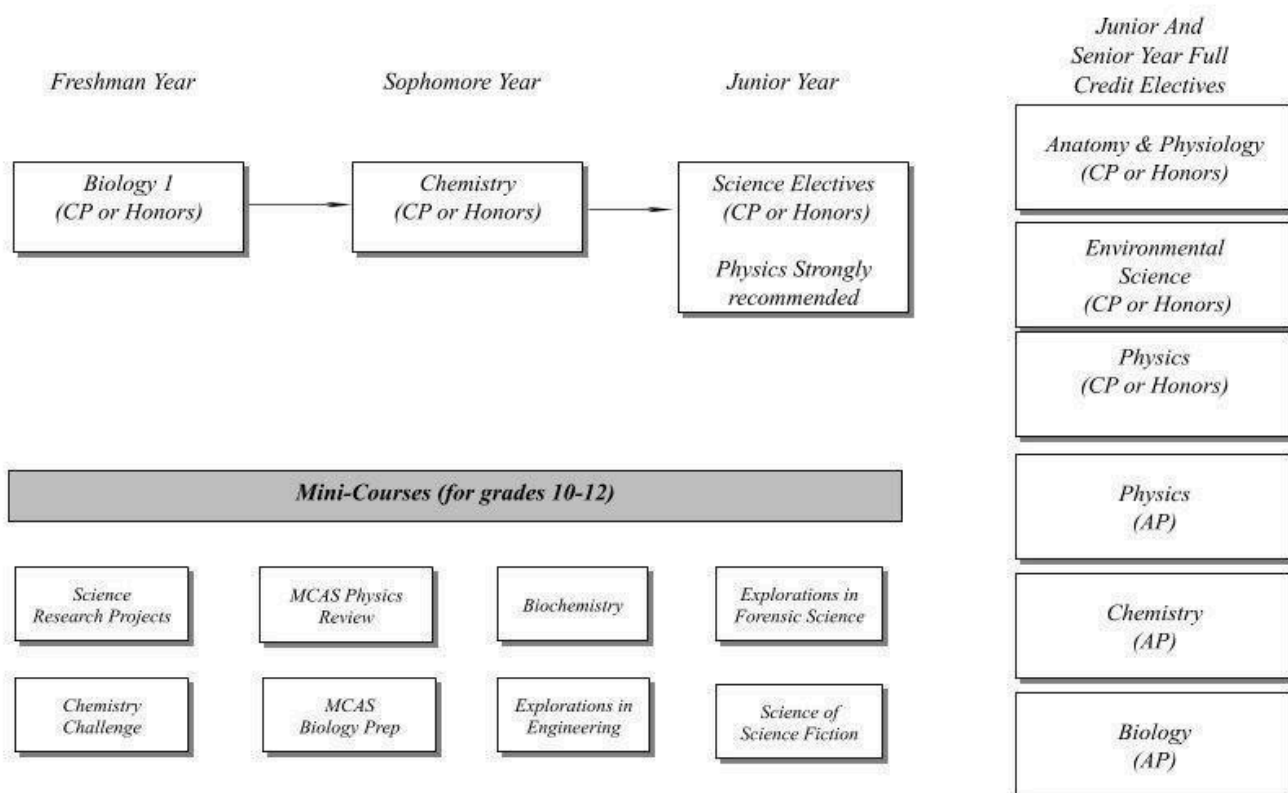 Freshman Year
Sophomore Year
Junior Year
Biology 1
(CP or Honors)
Chemistry
(CP or Honors)
Science Electives
(CP or Honors)
Physics Strongly
recommended
Junior And
Senior Year Full
Credit Electives
Anatomy & Physiology
(CP or Honors)
Environmental
Science
(CP or Honors)
Physics
(CP or Honors)
Physics
(AP)
Chemistry
(AP)
Biology
(AP)
Mini-Courses (for grades 10-12)
Science
Research Projects
MCAS Physics
Review
Biochemistry
Explorations in
Forensic Science
Chemistry
Challenge
MCAS
Biology Prep
Explorations in
Engineering
Science of
Science Fiction